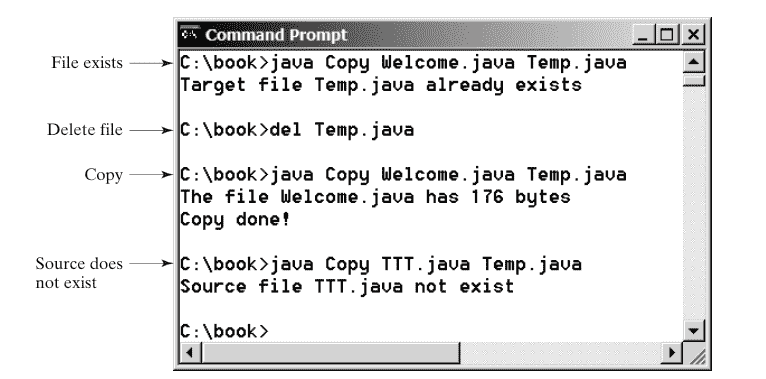 Command Prompt
File exists
C:\book>java Copy Welcome.java Temp.java
Target file Temp.java already exists
Delete file
C:\book>del Temp.java
Copy
C:\book>java Copy Welcome.java Temp.java
The file Welcome.java has 176 bytes
Copy done!
Source does
not exist
C:\book>java Copy TTT.java Temp.java
Source file TTT.java not exist
C:\book>